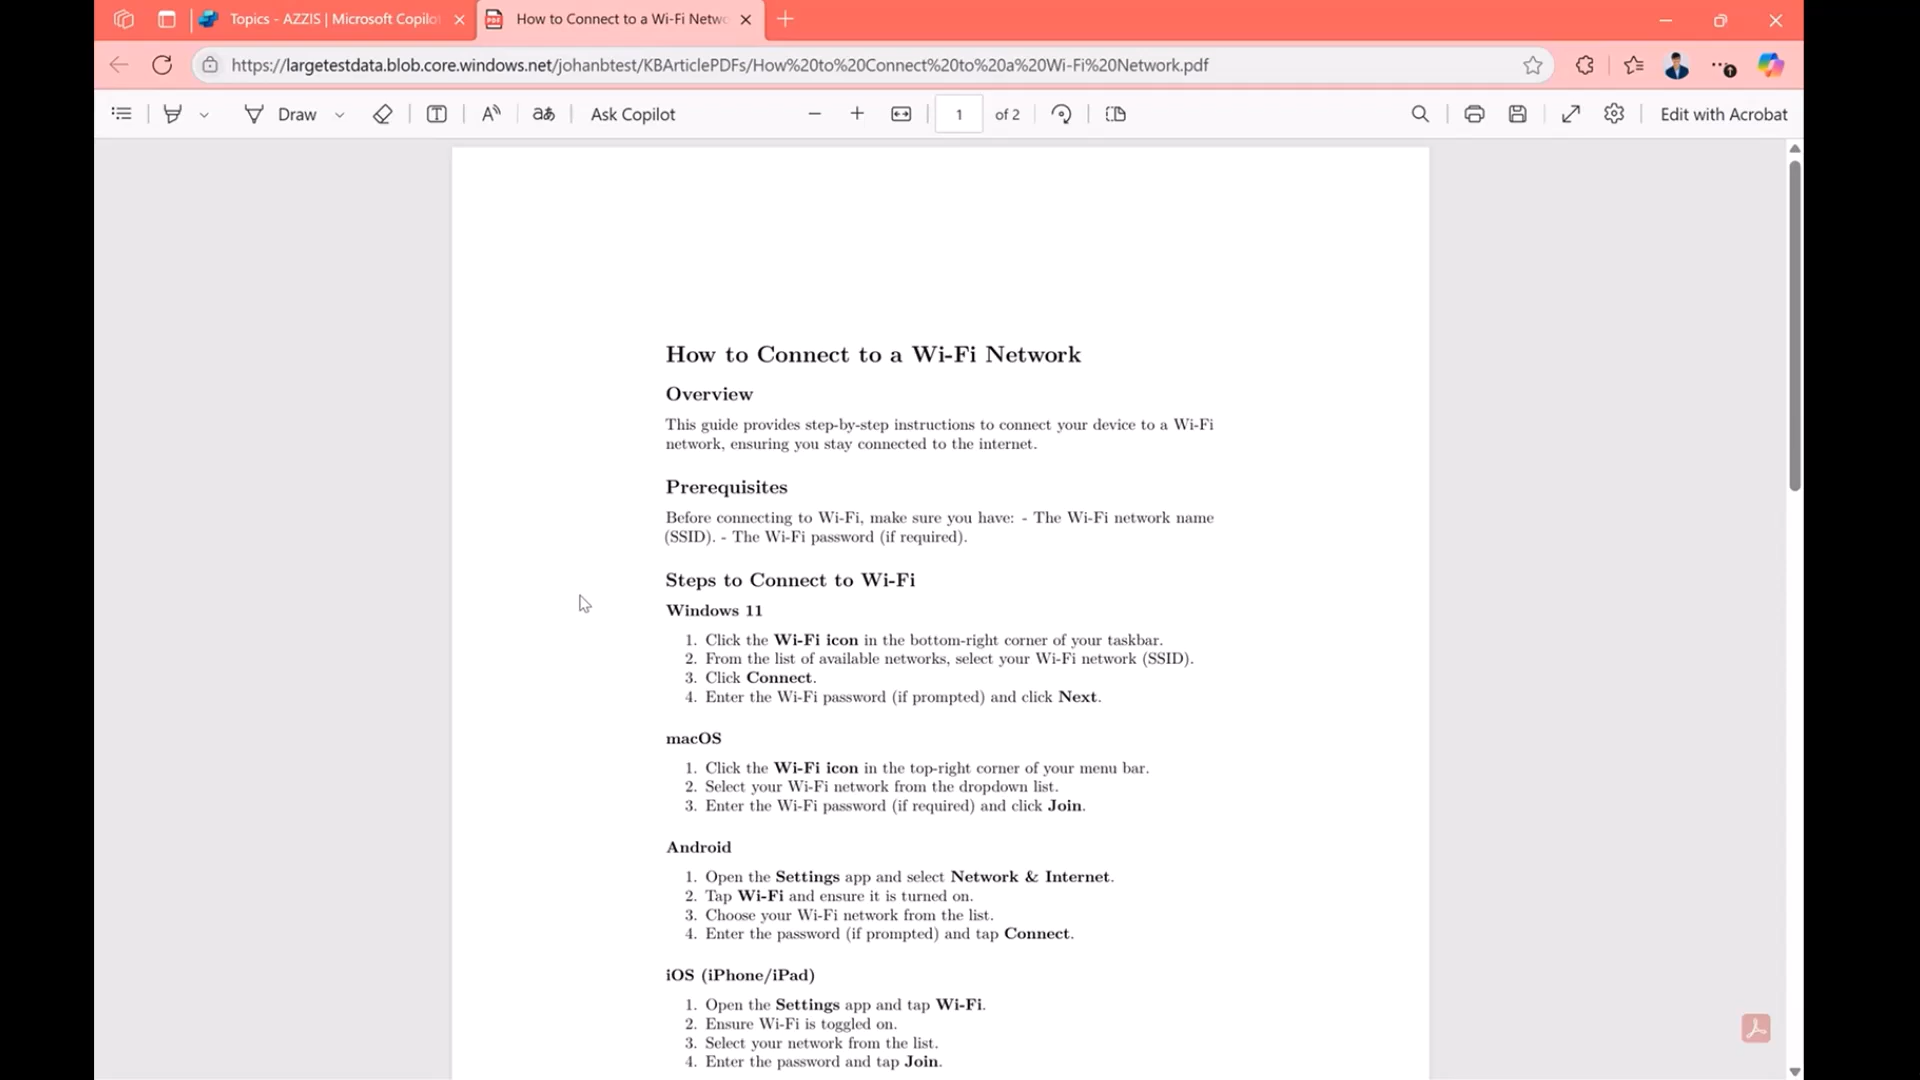 Topics - AZZIS | Microsoft Copilo
How to Connect to a Wi-Fi Netwo
https://largetestdata.blob.core.windows.net/johanbtest/KBArticlePDFs/How%20to%20Connect%20to%20a%20Wi-Fi%20Network.pdf
Draw
aあ
Ask Copilot
1
of 2
Edit with Acrobat
How to Connect to a Wi-Fi Network
Overview
This guide provides step-by-step instructions to connect your device to a Wi-Fi
network, ensuring you stay connected to the internet.
Prerequisites
Before connecting to Wi-Fi, make sure you have: - The Wi-Fi network name
(SSID). - The Wi-Fi password (if required).
Steps to Connect to Wi-Fi
Windows 11
1. Click the Wi-Fi icon in the bottom-right corner of your taskbar.
2. From the list of available networks, select your Wi-Fi network (SSID).
3. Click Connect.
4. Enter the Wi-Fi password (if prompted) and click Next.
macOS
1. Click the Wi-Fi icon in the top-right corner of your menu bar.
2. Select your Wi-Fi network from the dropdown list.
3. Enter the Wi-Fi password (if required) and click Join.
Android
1. Open the Settings app and select Network & Internet.
2. Tap Wi-Fi and ensure it is turned on.
3. Choose your Wi-Fi network from the list.
4. Enter the password (if prompted) and tap Connect.
iOS (iPhone/iPad)
1. Open the Settings app and tap Wi-Fi.
2. Ensure Wi-Fi is toggled on.
3. Select your network from the list.
4. Enter the password and tap Join.